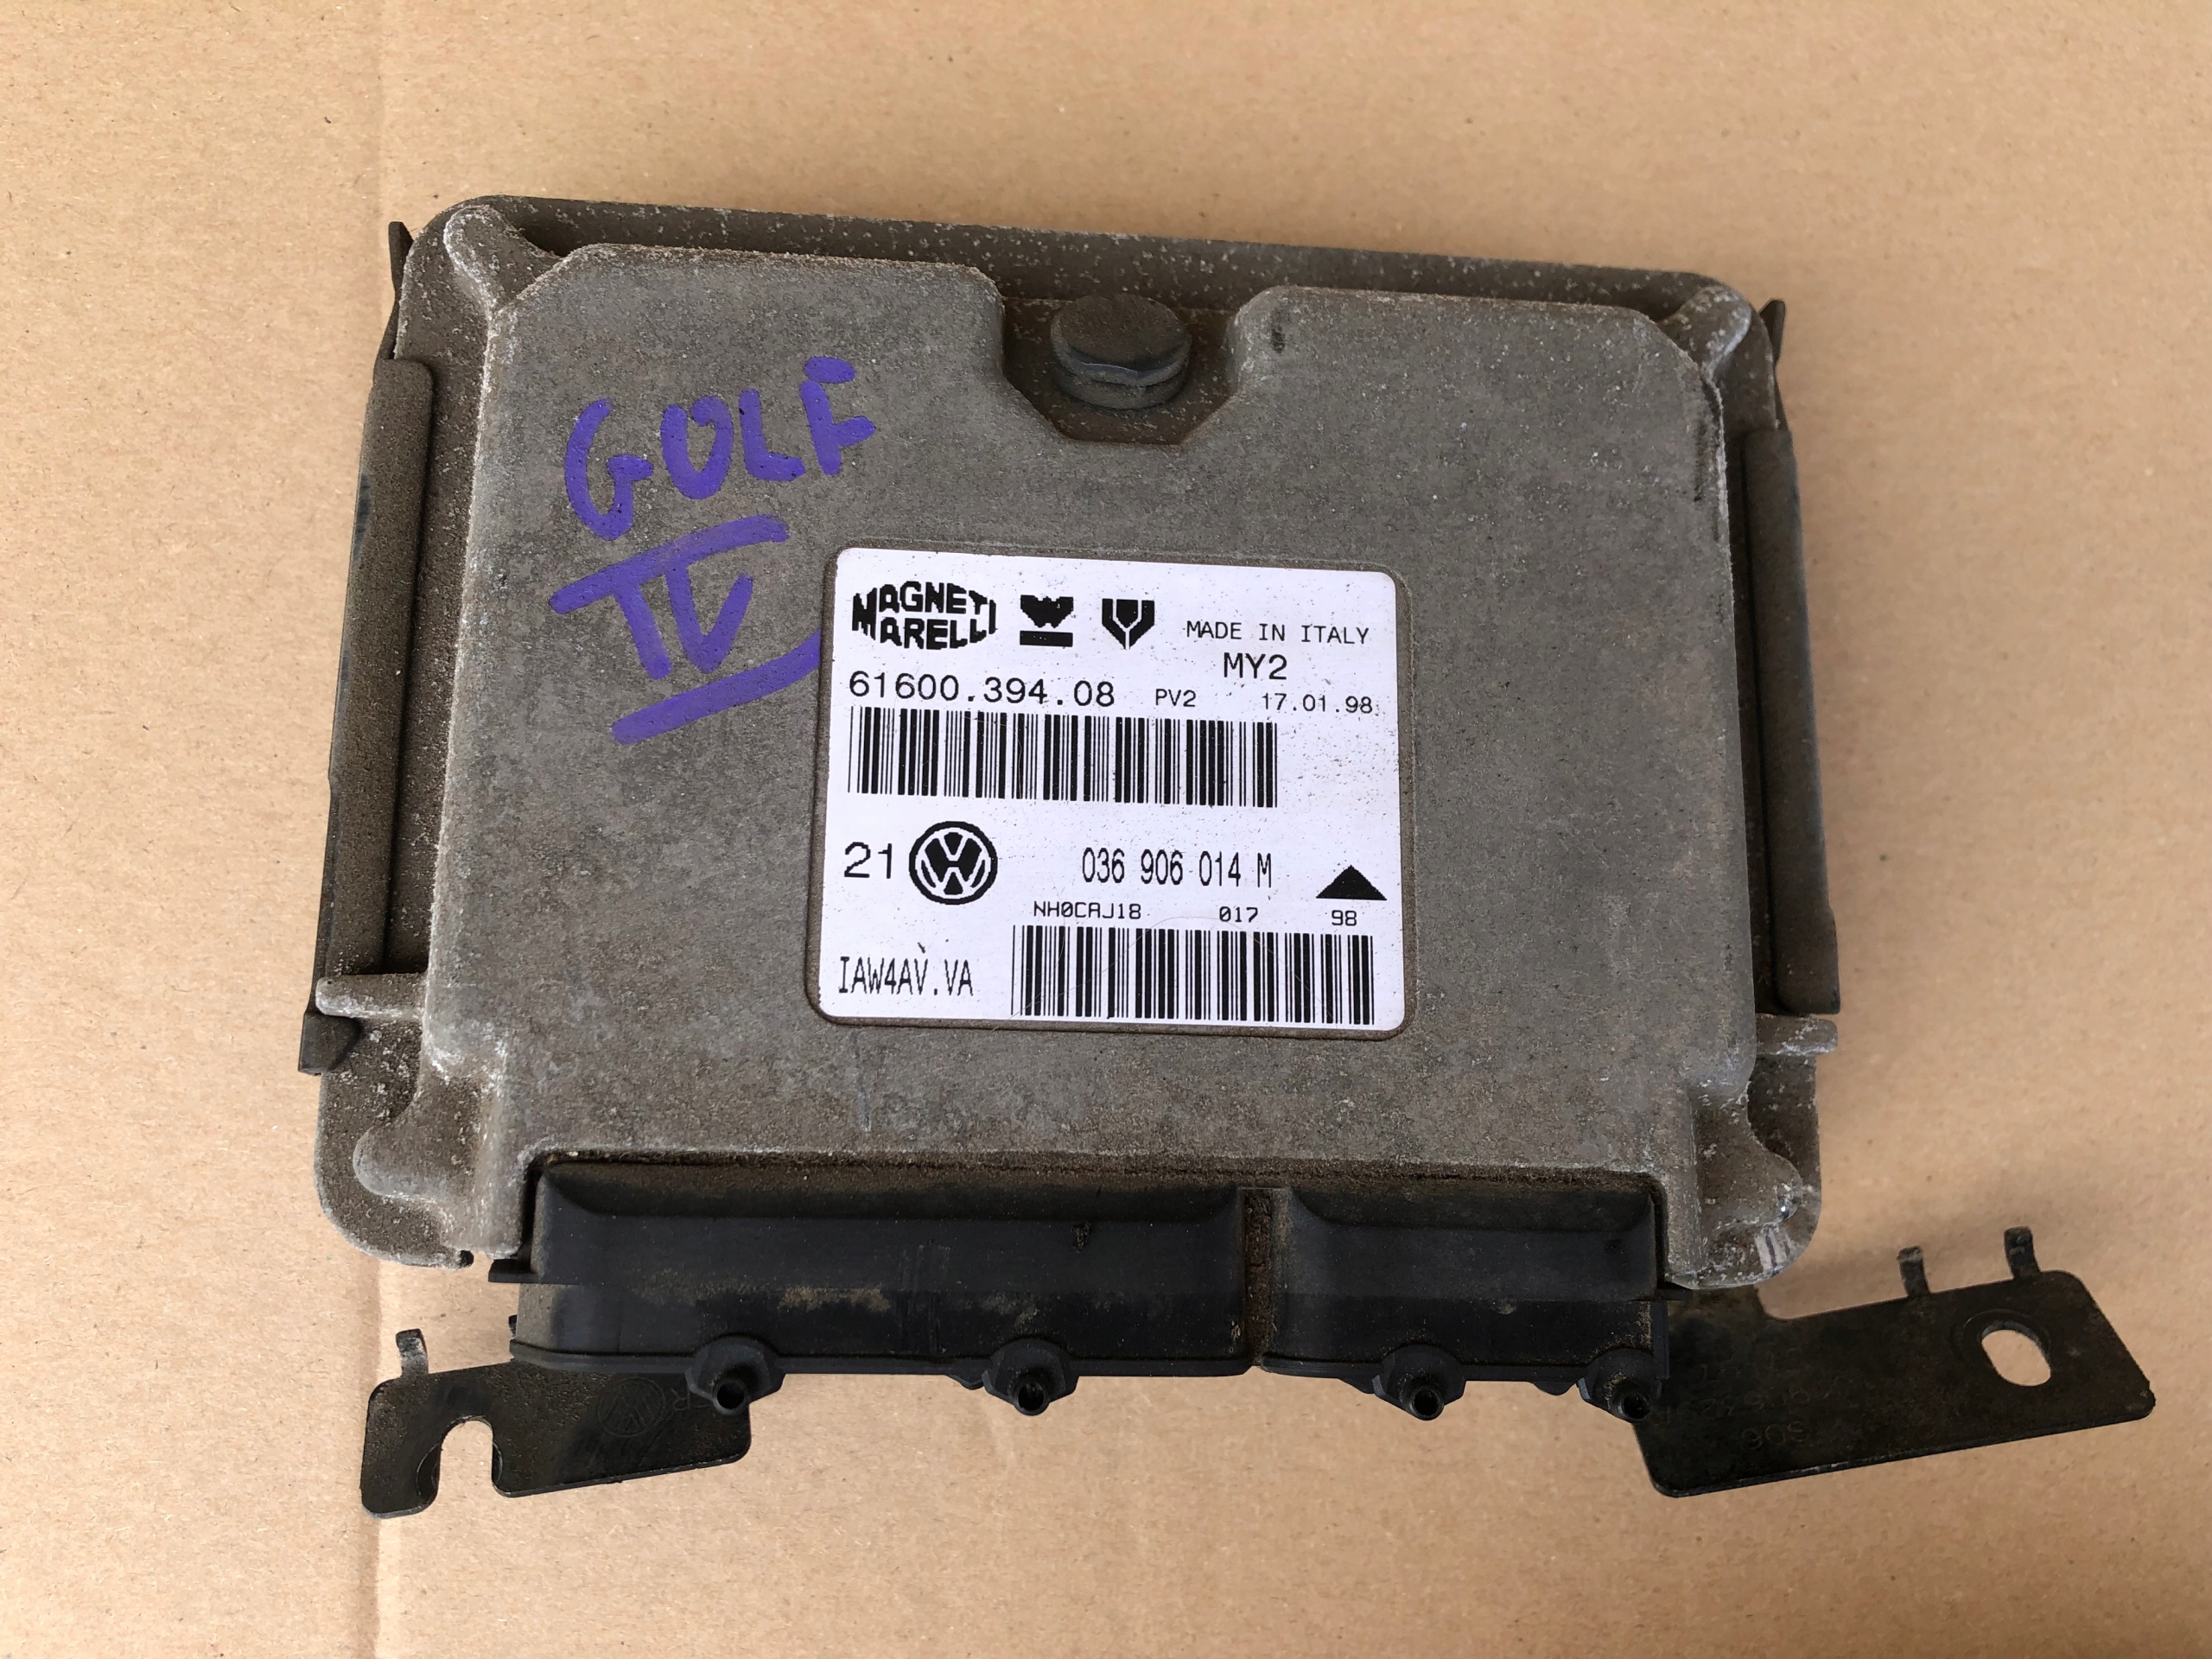 GOLF
IV
MAGNETI
MARELLI
MADE IN ITALY
MY2
61600.394.08 PV2 17.01.98
21 036 906 014 M
NH0CAJ18 017 98
IAW4AV.VA